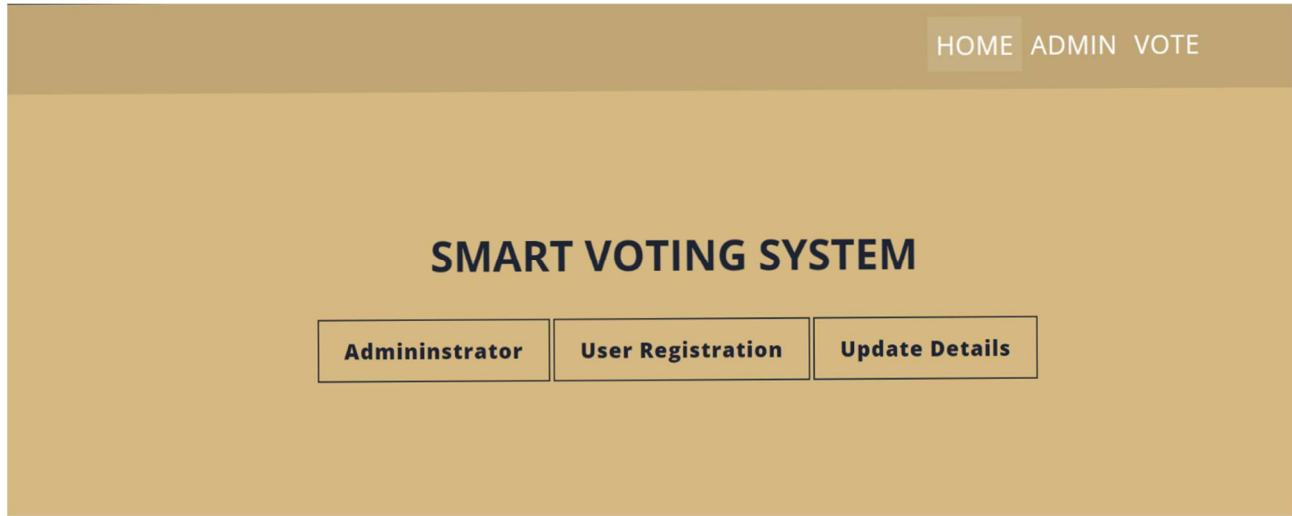 HOME ADMIN VOTE
SMART VOTING SYSTEM
Admininstrator User Registration Update Details